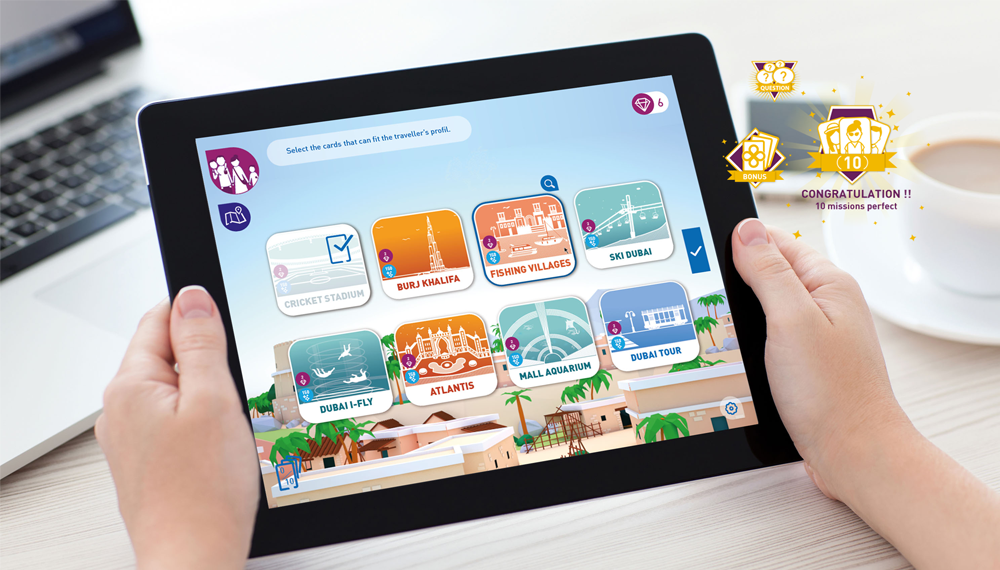 QUESTION
6
Select the cards that can fit the traveller's profil.
BONUS
10
CONGRATULATION !!
10 missions perfect
CRICKET STADIUM
BURJ KHALIFA
FISHING VILLAGES
SKI DUBAI
DUBAI I-FLY
ATLANTIS
MALL AQUARIUM
DUBAI TOUR
0
10